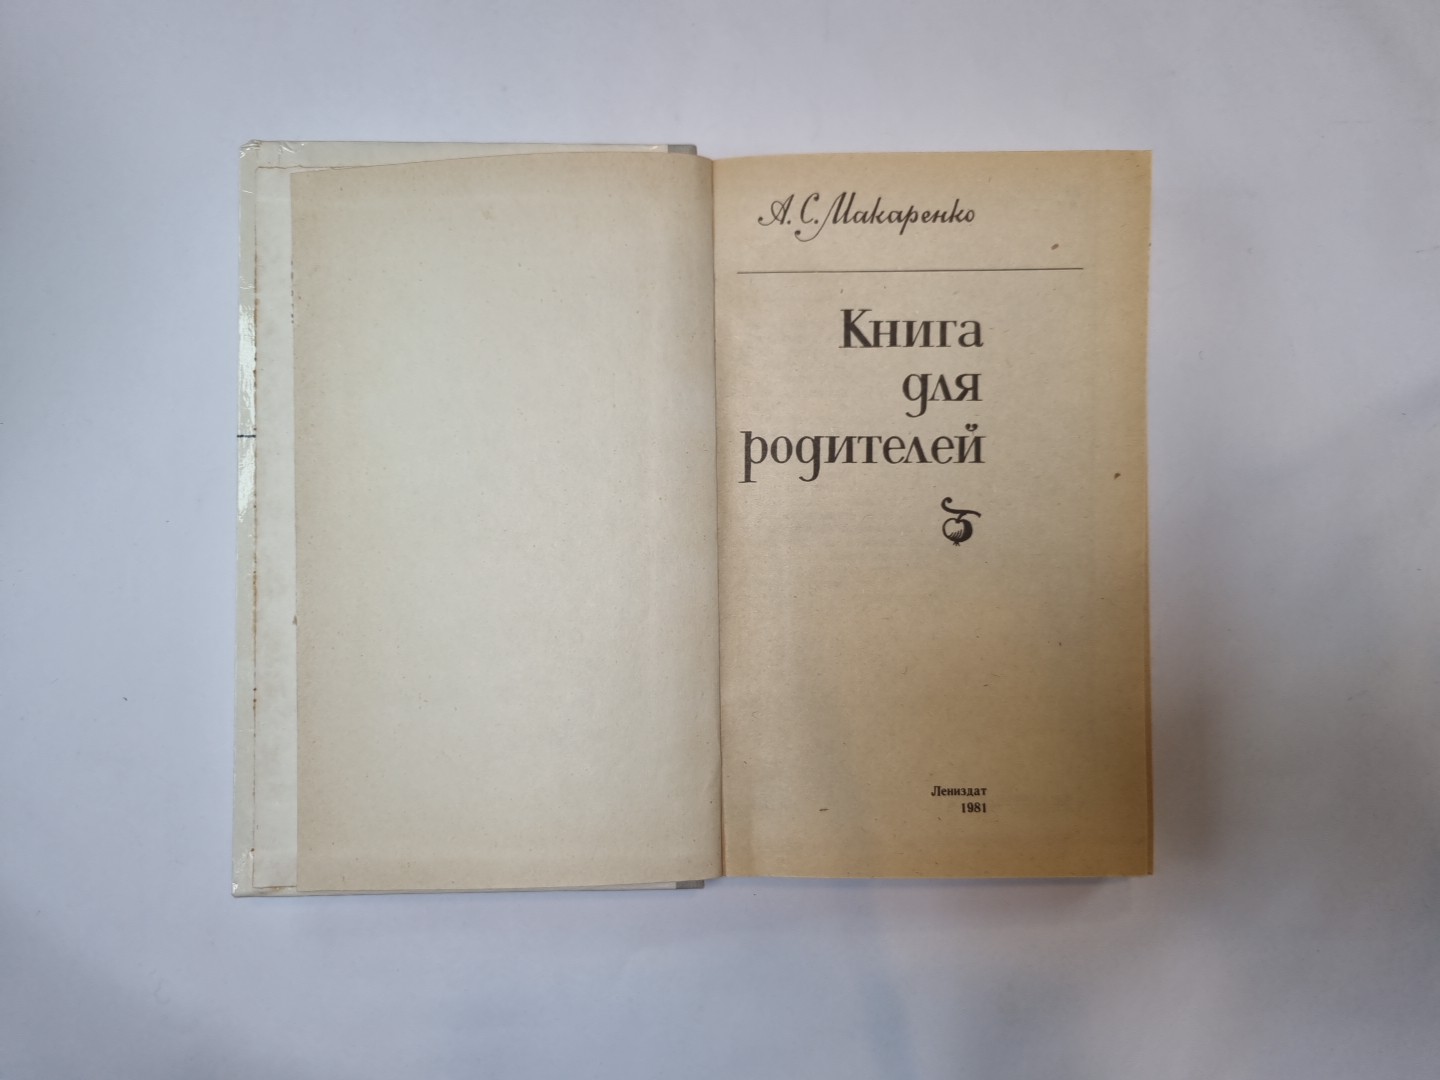 А. С. Макаренко
Книга
для
родителей
Лениздат
1981